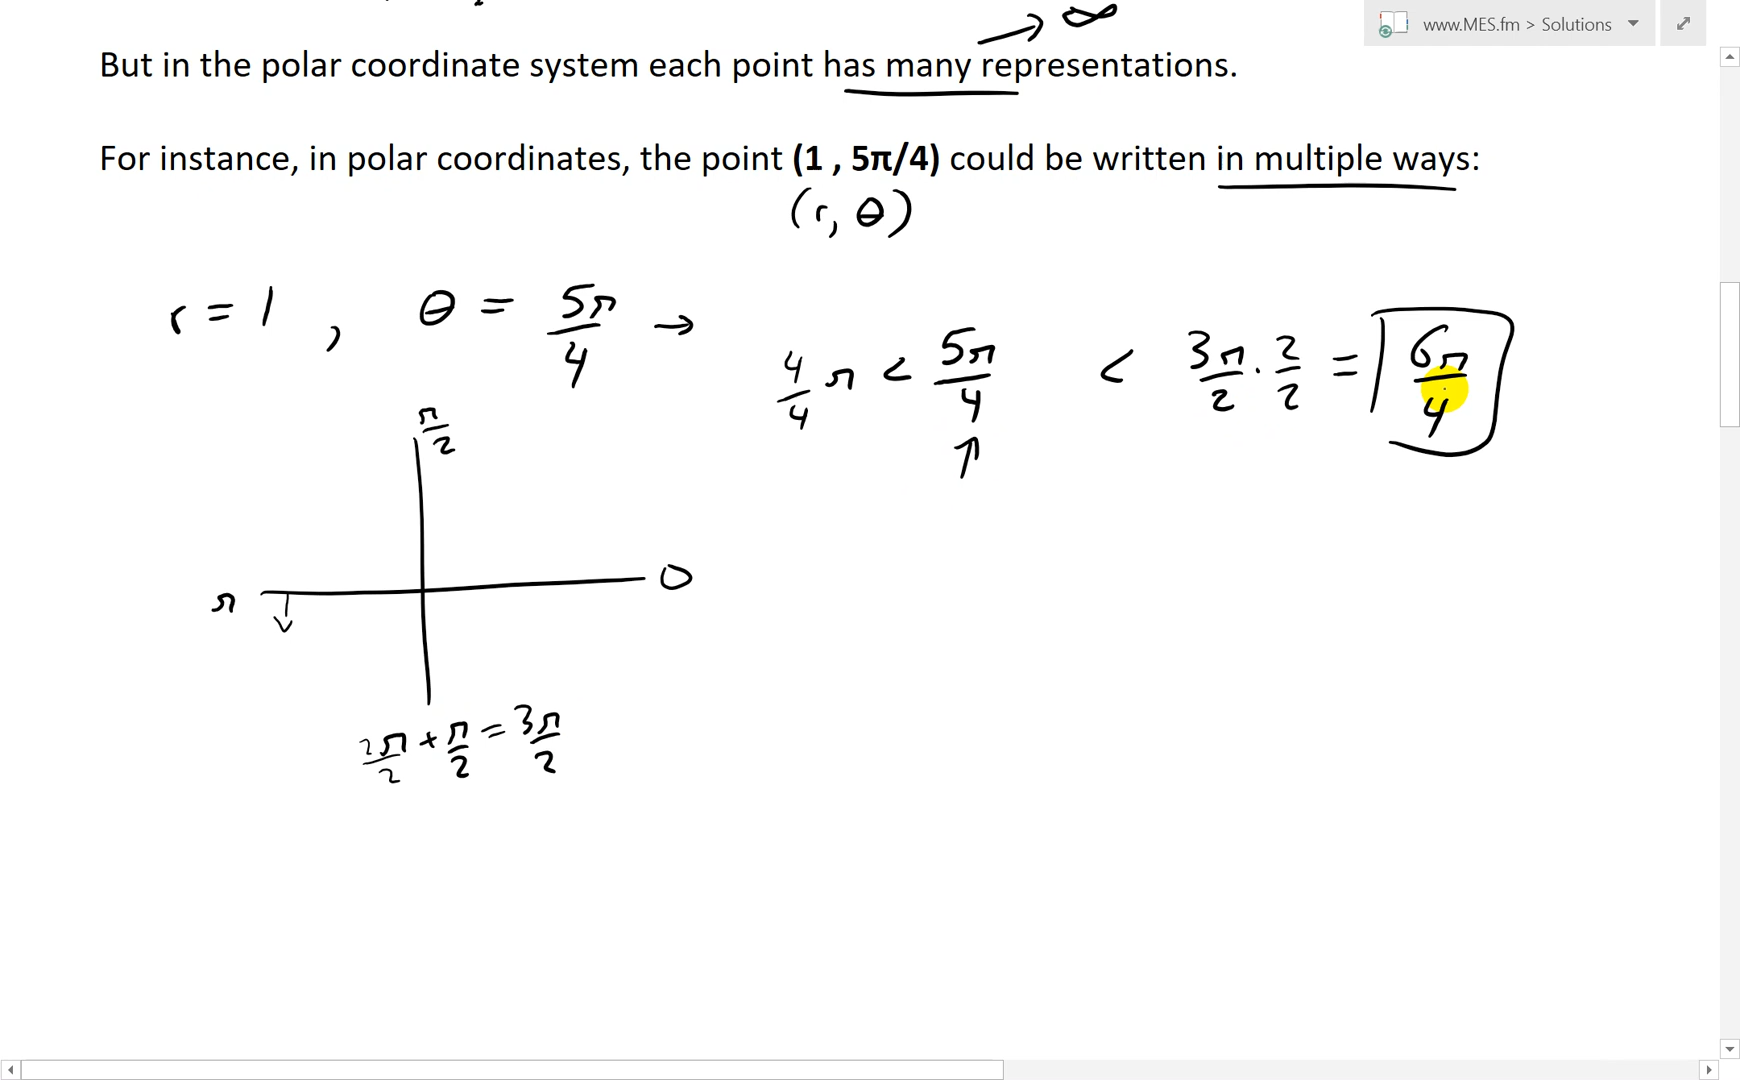 → ∞
www.MES.fm > Solutions
But in the polar coordinate system each point has many representations.
For instance, in polar coordinates, the point (1 , 5π/4) could be written in multiple ways:
(r, θ)
r = 1 , θ = 5π/4 →
4/4 π < 5π/4 < 3π/2 · 2/2 = 6π/4
↑
π/2
π 0
2π/2 + π/2 = 3π/2